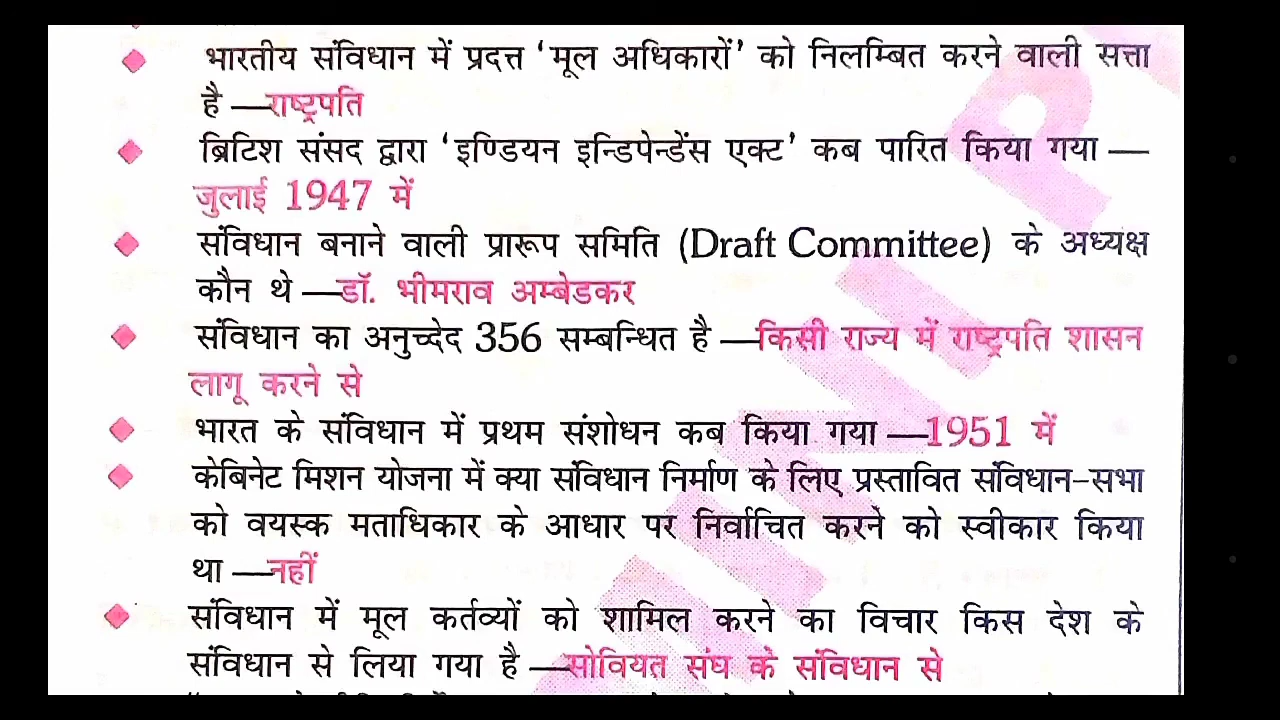 भारतीय संविधान में प्रदत्त ‘मूल अधिकारों’ को निलम्बित करने वाली सत्ता
है —राष्ट्रपति
ब्रिटिश संसद द्वारा ‘इण्डियन इन्डिपेन्डेंस एक्ट’ कब पारित किया गया —
जुलाई 1947 में
संविधान बनाने वाली प्रारूप समिति (Draft Committee) के अध्यक्ष
कौन थे —डॉ. भीमराव अम्बेडकर
संविधान का अनुच्देद 356 सम्बन्धित है —किसी राज्य में राष्ट्रपति शासन
लागू करने से
भारत के संविधान में प्रथम संशोधन कब किया गया —1951 में
केबिनेट मिशन योजना में क्या संविधान निर्माण के लिए प्रस्तावित संविधान-सभा
को वयस्क मताधिकार के आधार पर निर्वाचित करने को स्वीकार किया
था —नहीं
संविधान में मूल कर्तव्यों को शामिल करने का विचार किस देश के
संविधान से लिया गया है —सोवियत संघ के संविधान से